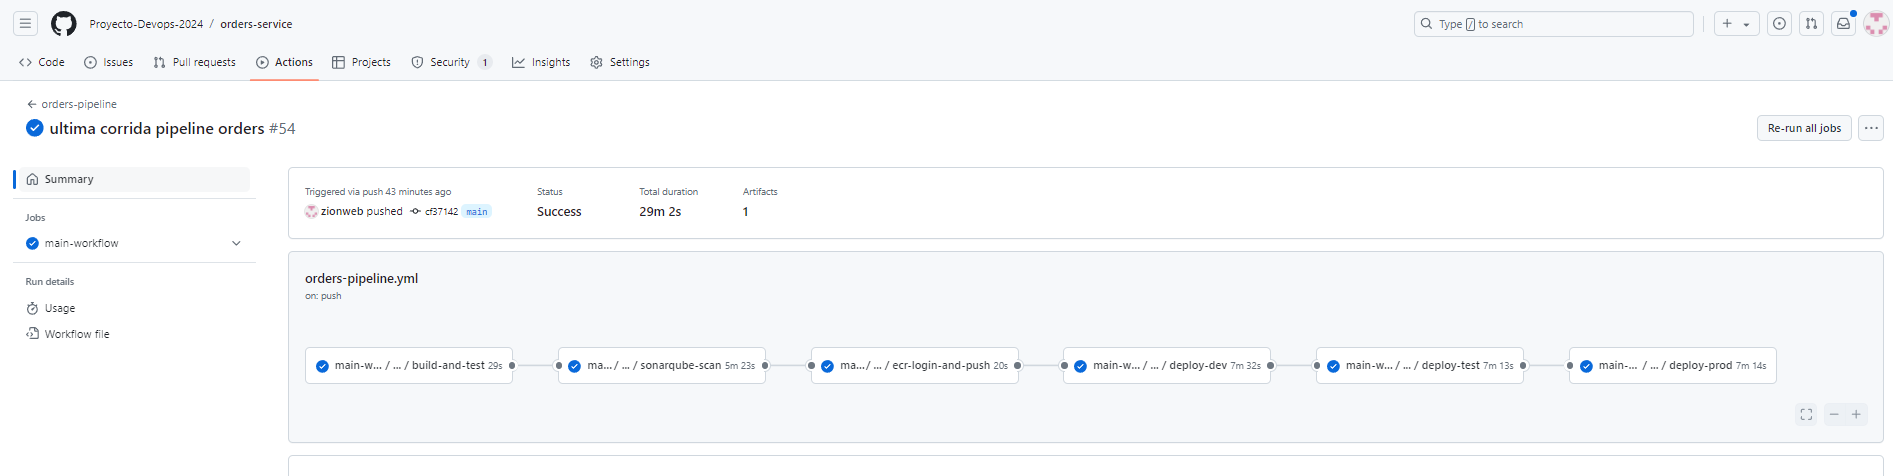 Proyecto-Devops-2024 / orders-service
Type / to search
Code Issues Pull requests Actions Projects Security 1 Insights Settings
orders-pipeline
ultima corrida pipeline orders #54
Re-run all jobs
Summary
Jobs
main-workflow
Run details
Usage
Workflow file
Triggered via push 43 minutes ago
zionweb pushed cf37142 main
Status
Success
Total duration
29m 2s
Artifacts
1
orders-pipeline.yml
on: push
main-w... / ... / build-and-test 29s
ma... / ... / sonarqube-scan 5m 23s
ma... / ... / ecr-login-and-push 20s
main-w... / ... / deploy-dev 7m 32s
main-w... / ... / deploy-test 7m 13s
main-... / ... / deploy-prod 7m 14s